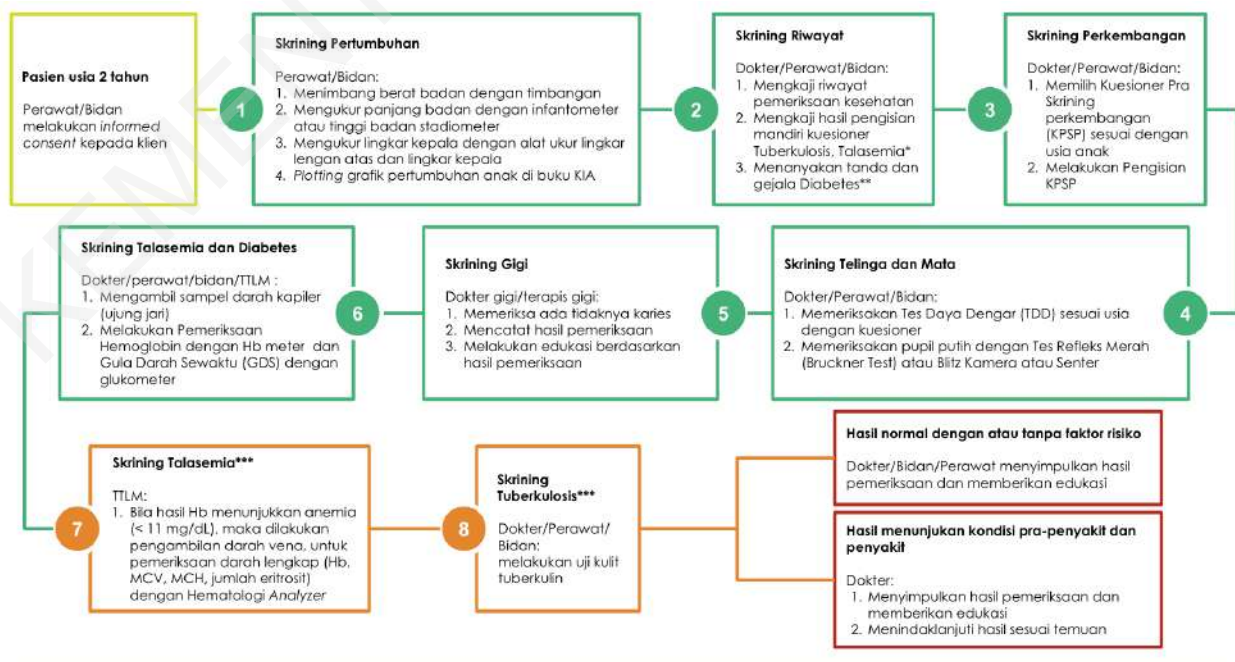 Pasien usia 2 tahun
Perawat/Bidan
melakukan informed
consent kepada klien
1
Skrining Pertumbuhan
Perawat/Bidan:
1. Menimbang berat badan dengan timbangan
2. Mengukur panjang badan dengan infantometer
atau tinggi badan stadiometer
3. Mengukur lingkar kepala dengan alat ukur lingkar
lengan atas dan lingkar kepala
4. Plotting grafik pertumbuhan anak di buku KIA
2
Skrining Riwayat
Dokter/Perawat/Bidan:
1. Mengkaji riwayat
pemeriksaan kesehatan
2. Mengkaji hasil pengisian
mandiri kuesioner
Tuberkulosis, Talasemia*
3. Menanyakan tanda dan
gejala Diabetes**
3
Skrining Perkembangan
Dokter/Perawat/Bidan:
1. Memilih Kuesioner Pra
Skrining
perkembangan
(KPSP) sesuai dengan
usia anak
2. Melakukan Pengisian
KPSP
4
Skrining Telinga dan Mata
Dokter/Perawat/Bidan:
1. Memeriksakan Tes Daya Dengar (TDD) sesuai usia
dengan kuesioner
2. Memeriksakan pupil putih dengan Tes Refleks Merah
(Bruckner Test) atau Blitz Kamera atau Senter
5
Skrining Gigi
Dokter gigi/terapis gigi:
1. Memeriksa ada tidaknya karies
2. Mencatat hasil pemeriksaan
3. Melakukan edukasi berdasarkan
hasil pemeriksaan
6
Skrining Talasemia dan Diabetes
Dokter/perawat/bidan/TTLM :
1. Mengambil sampel darah kapiler
(ujung jari)
2. Melakukan Pemeriksaan
Hemoglobin dengan Hb meter dan
Gula Darah Sewaktu (GDS) dengan
glukometer
7
Skrining Talasemia***
TTLM:
1. Bila hasil Hb menunjukkan anemia
(< 11 mg/dL), maka dilakukan
pengambilan darah vena, untuk
pemeriksaan darah lengkap (Hb,
MCV, MCH, jumlah eritrosit)
dengan Hematologi Analyzer
8
Skrining
Tuberkulosis***
Dokter/Perawat/
Bidan:
melakukan uji kulit
tuberkulin
Hasil normal dengan atau tanpa faktor risiko
Dokter/Bidan/Perawat menyimpulkan hasil
pemeriksaan dan memberikan edukasi
Hasil menunjukan kondisi pra-penyakit dan
penyakit
Dokter:
1. Menyimpulkan hasil pemeriksaan dan
memberikan edukasi
2. Menindaklanjuti hasil sesuai temuan
KEMENT